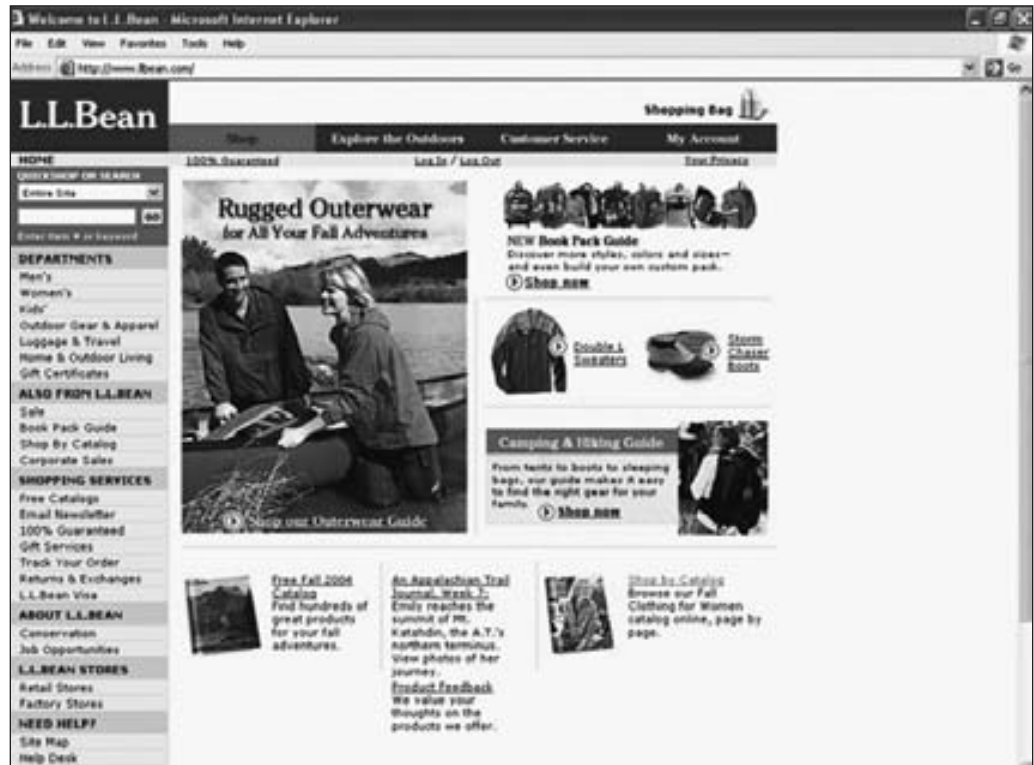 Welcome to L.L.Bean - Microsoft Internet Explorer
File Edit View Favorites Tools Help
Address http://www.llbean.com/ Go
L.L.Bean
Shopping Bag
Shop Explore the Outdoors Customer Service My Account
HOME
100% Guaranteed Log In / Log Out Your Privacy
QUICKSHOP OR SEARCH
Entire Site
GO
Enter item # or keyword
DEPARTMENTS
Men's
Women's
Kids'
Outdoor Gear & Apparel
Luggage & Travel
Home & Outdoor Living
Gift Certificates
ALSO FROM L.L.BEAN
Sale
Book Pack Guide
Shop By Catalog
Corporate Sales
SHOPPING SERVICES
Free Catalogs
Email Newsletter
100% Guaranteed
Gift Services
Track Your Order
Returns & Exchanges
L.L.Bean Visa
ABOUT L.L.BEAN
Conservation
Job Opportunities
L.L.BEAN STORES
Retail Stores
Factory Stores
NEED HELP?
Site Map
Help Desk
Rugged Outerwear
for All Your Fall Adventures
Shop our Outerwear Guide
NEW Book Pack Guide
Discover more styles, colors and sizes—
and even build your own custom pack.
Shop now
Double L
Sweaters
Storm
Chaser
Boots
Camping & Hiking Guide
From tents to boots to sleeping
bags, our guide makes it easy
to find the right gear for your
family.
Shop now
Free Fall 2004
Catalog
Find hundreds of
great products
for your fall
adventures.
An Appalachian Trail
Journal, Week 7:
Emily reaches the
summit of Mt.
Katahdin, the A.T.'s
northern terminus.
View photos of her
journey.
Product Feedback
We value your
thoughts on the
products we offer.
Shop by Catalog
Browse our Fall
Clothing for Women
catalog online, page by
page.